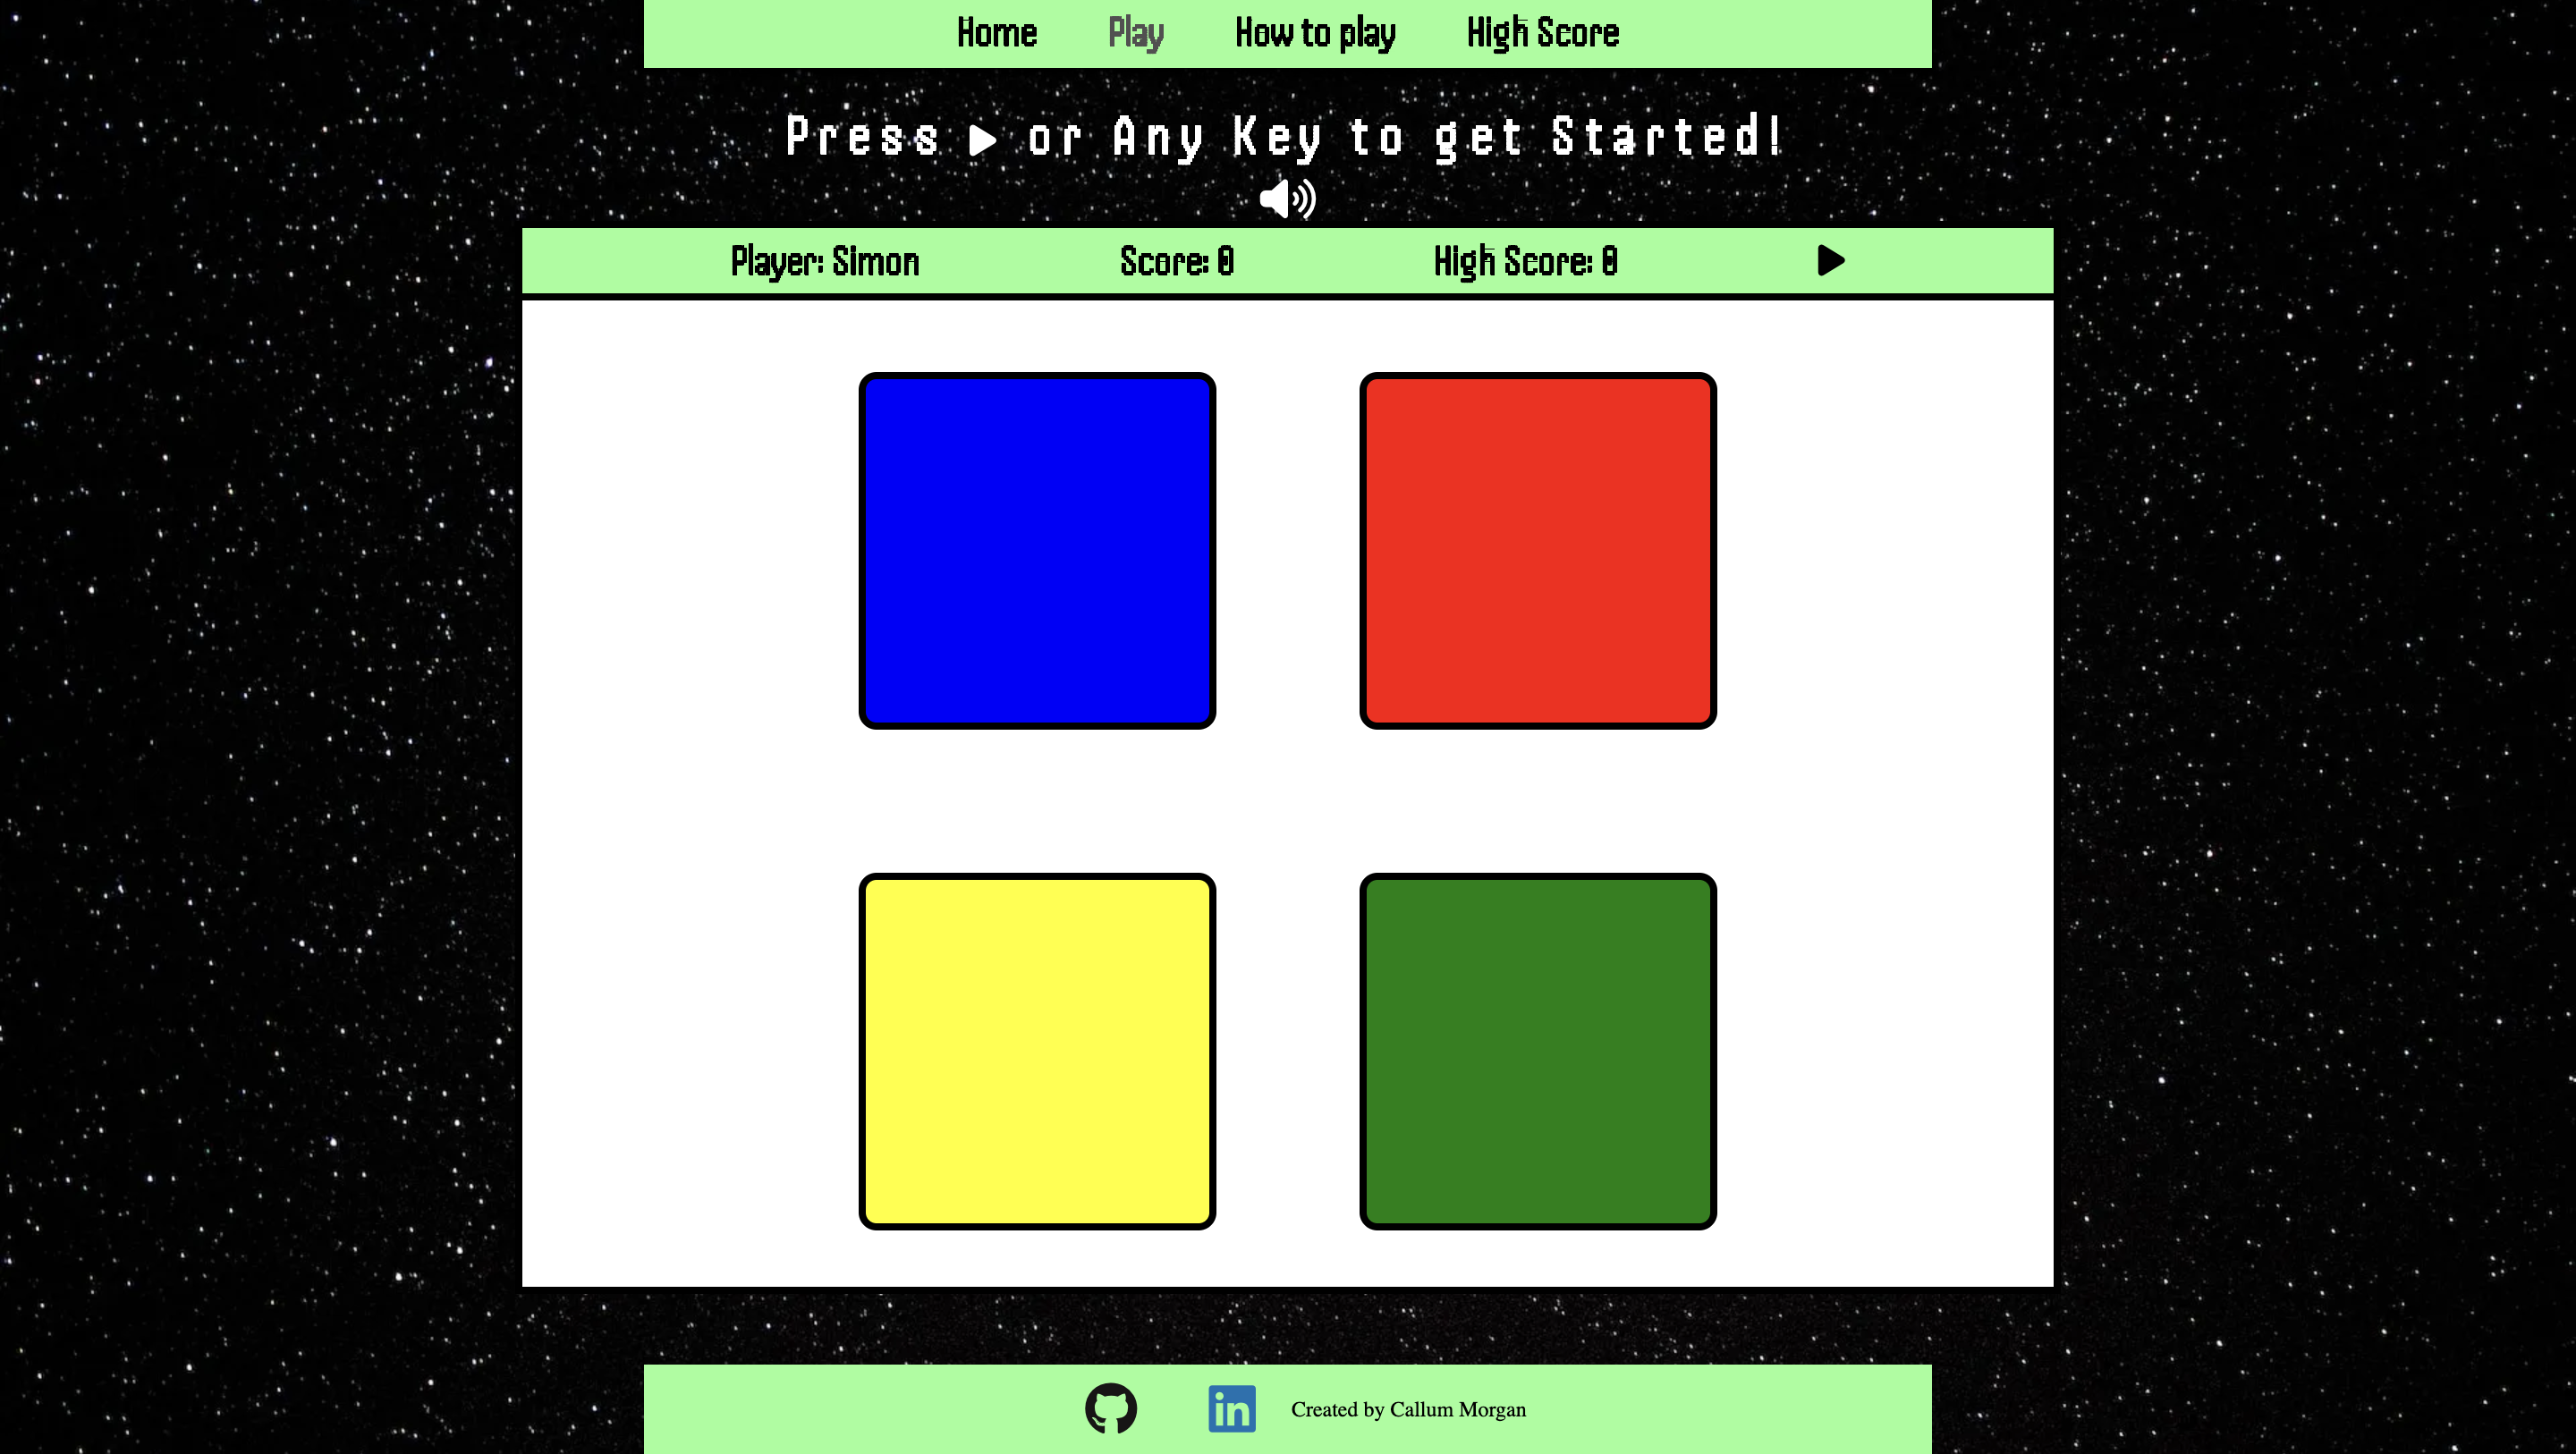 Home Play How to play High Score
Press ▶ or Any Key to get Started!
Player: Simon Score: 0 High Score: 0
in Created by Callum Morgan